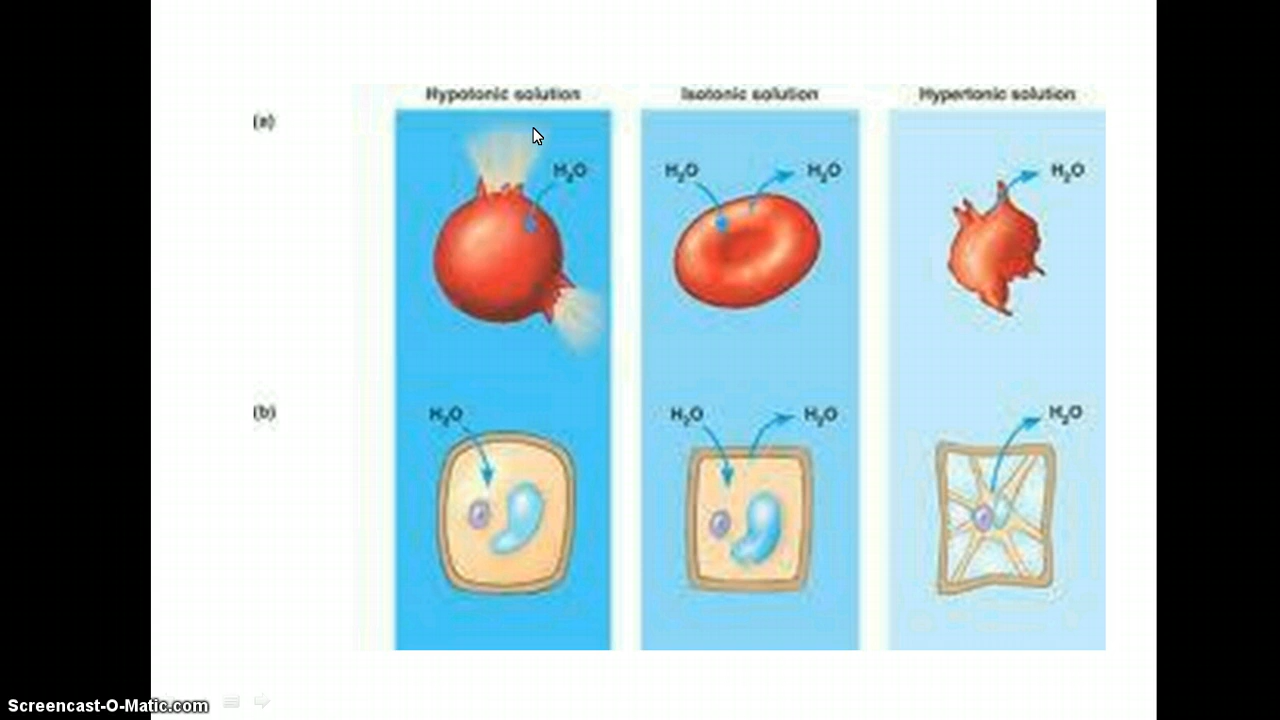 Hypotonic solution
Isotonic solution
Hypertonic solution
(a)
H₂O
H₂O
H₂O
H₂O
(b)
H₂O
H₂O
H₂O
H₂O
Screencast-O-Matic.com